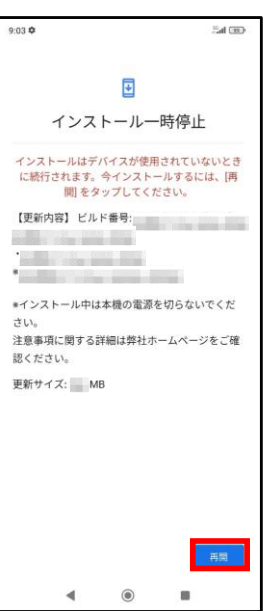 9:03
インストール一時停止
インストールはデバイスが使用されていないとき
に続行されます。今インストールするには、[再
開] をタップしてください。
【更新内容】 ビルド番号:
*
※インストール中は本機の電源を切らないでくだ
さい。
注意事項に関する詳細は弊社ホームページをご確
認ください。
更新サイズ: MB
再開